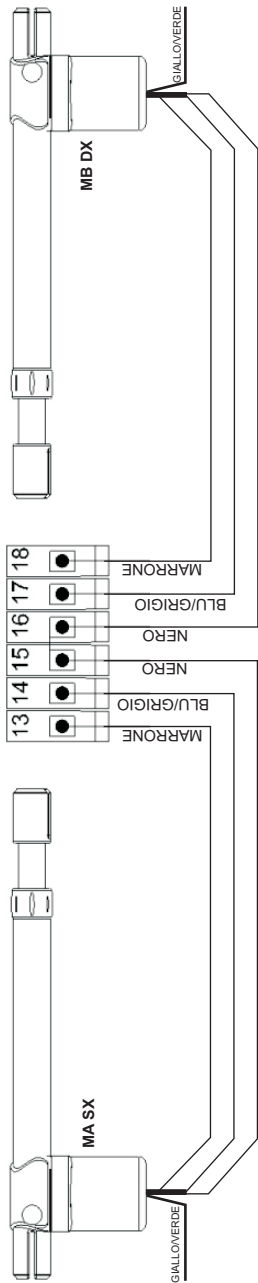 GIALLO/VERDE
MA SX
MARRONE
BLU/GRIGIO
NERO
NERO
BLU/GRIGIO
MARRONE
13
14
15
16
17
18
MB DX
GIALLO/VERDE